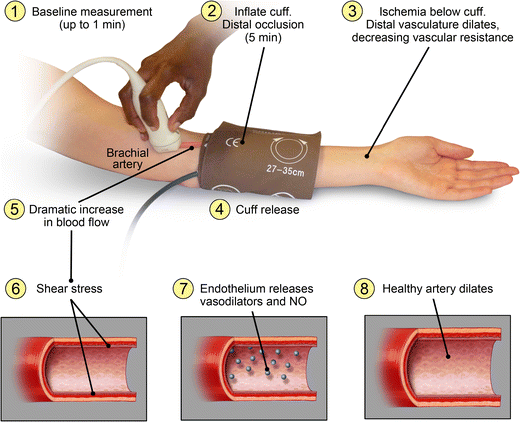 1 Baseline measurement
(up to 1 min)
2 Inflate cuff.
Distal occlusion
(5 min)
3 Ischemia below cuff.
Distal vasculature dilates,
decreasing vascular resistance
Brachial
artery
CE
27-35cm
4 Cuff release
5 Dramatic increase
in blood flow
6 Shear stress
7 Endothelium releases
vasodilators and NO
8 Healthy artery dilates